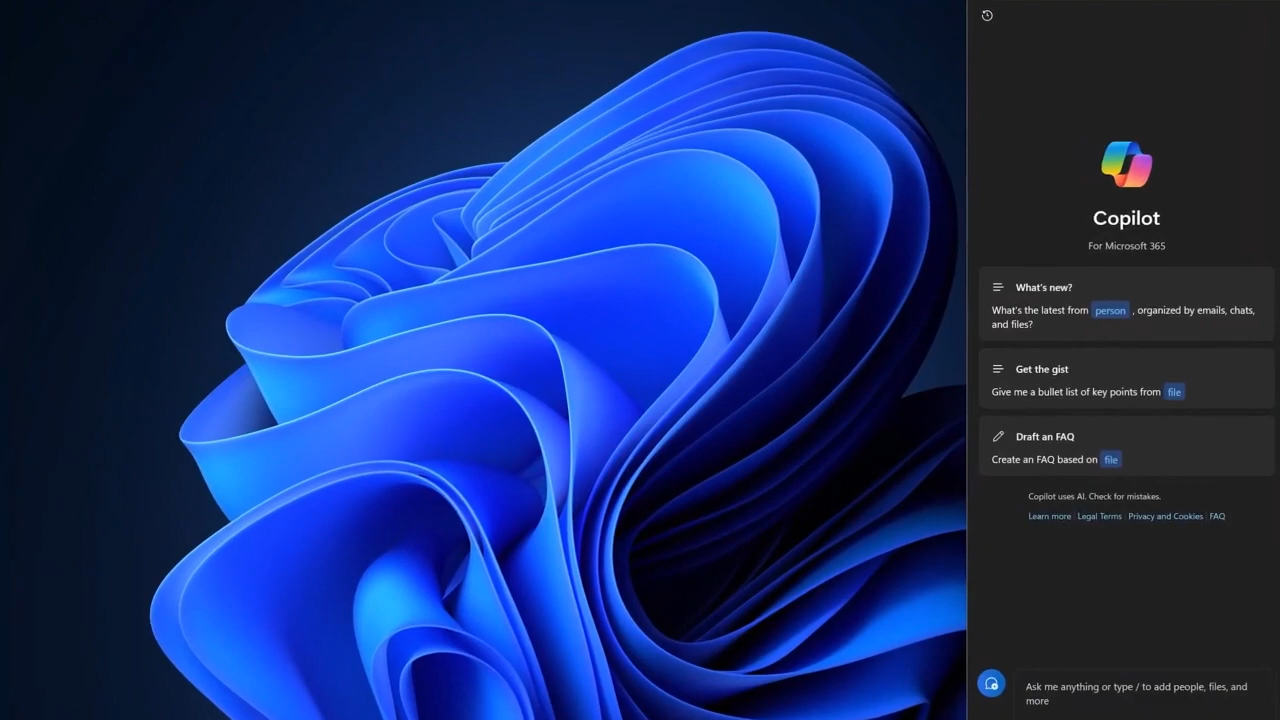 Copilot
For Microsoft 365
What's new?
What's the latest from person , organized by emails, chats,
and files?
Get the gist
Give me a bullet list of key points from file
Draft an FAQ
Create an FAQ based on file
Copilot uses AI. Check for mistakes.
Learn more | Legal Terms | Privacy and Cookies | FAQ
Ask me anything or type / to add people, files, and
more